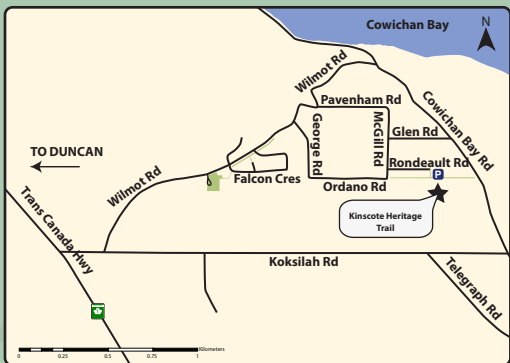 Cowichan Bay
N
Wilmot Rd
Pavenham Rd
Cowichan Bay Rd
George Rd
McGill Rd
Glen Rd
TO DUNCAN
Rondeault Rd
P
Falcon Cres
Ordano Rd
Wilmot Rd
Trans Canada Hwy
Kinscote Heritage
Trail
Koksilah Rd
Telegraph Rd
Kilometers
0 0.25 0.5 0.75 1